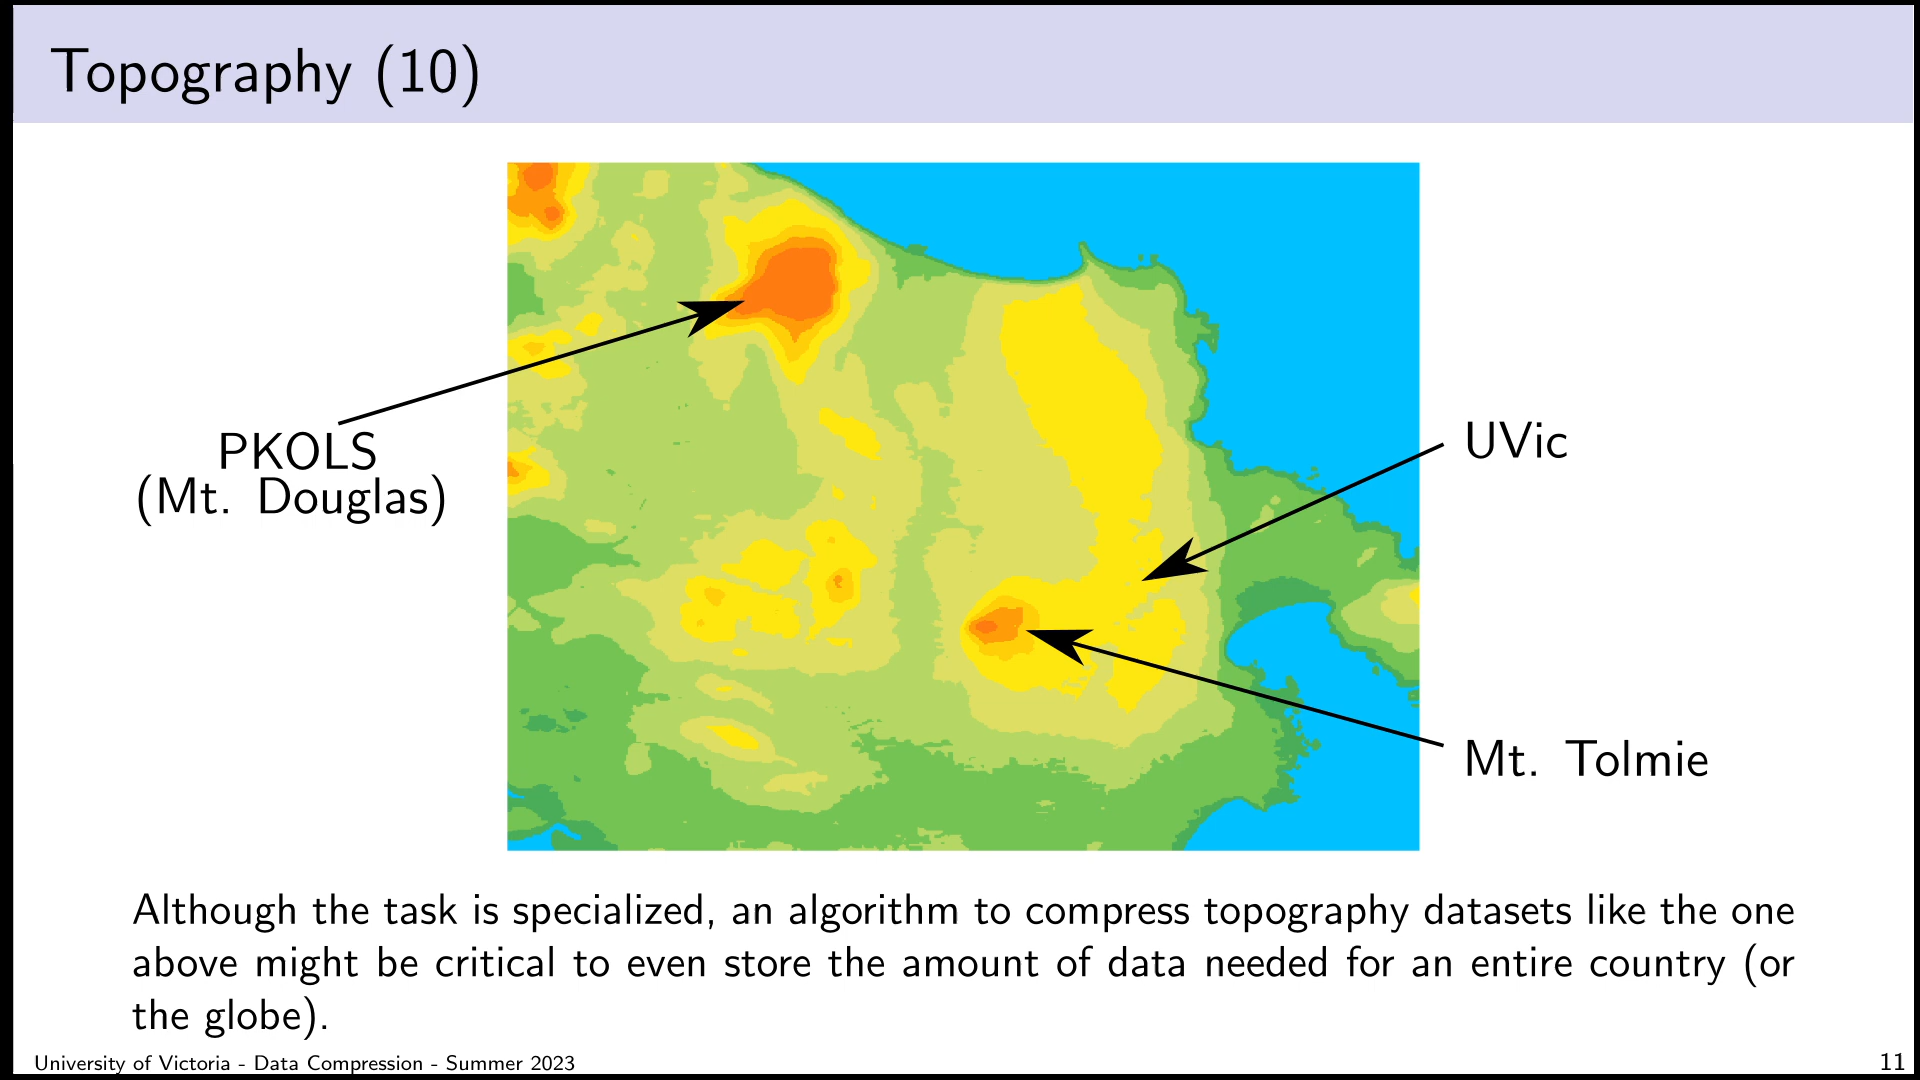 Topography (10)
PKOLS
(Mt. Douglas)
UVic
Mt. Tolmie
Although the task is specialized, an algorithm to compress topography datasets like the one
above might be critical to even store the amount of data needed for an entire country (or
the globe).
University of Victoria - Data Compression - Summer 2023
11